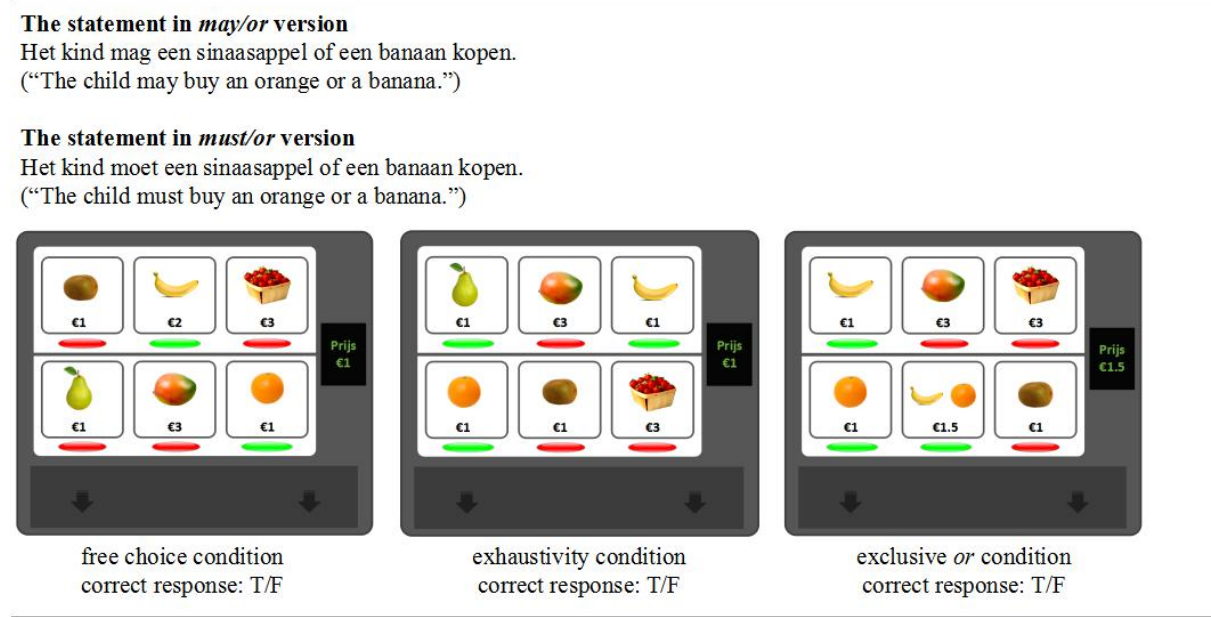 The statement in may/or version
Het kind mag een sinaasappel of een banaan kopen.
(“The child may buy an orange or a banana.”)
The statement in must/or version
Het kind moet een sinaasappel of een banaan kopen.
(“The child must buy an orange or a banana.”)
€1 €2 €3
Prijs
€1
€1 €3 €1
free choice condition
correct response: T/F
€1 €3 €1
Prijs
€1
€1 €1 €3
exhaustivity condition
correct response: T/F
€1 €3 €3
Prijs
€1.5
€1 €1.5 €1
exclusive or condition
correct response: T/F